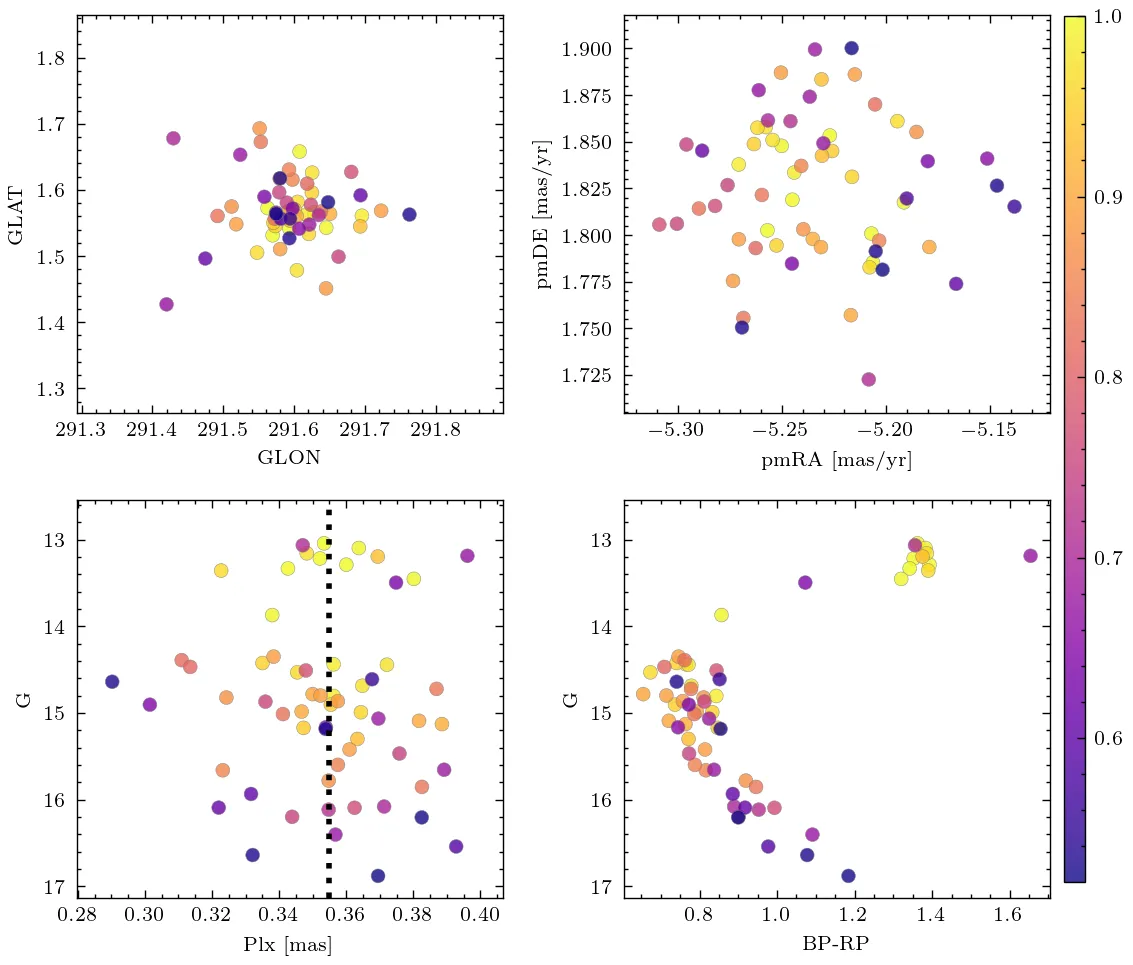 1.8
1.7
1.6
1.5
1.4
1.3
GLAT
291.3 291.4 291.5 291.6 291.7 291.8
GLON
1.900
1.875
1.850
1.825
1.800
1.775
1.750
1.725
pmDE [mas/yr]
−5.30 −5.25 −5.20 −5.15
pmRA [mas/yr]
1.0
0.9
0.8
0.7
0.6
13
14
15
16
17
G
0.28 0.30 0.32 0.34 0.36 0.38 0.40
Plx [mas]
13
14
15
16
17
G
0.8 1.0 1.2 1.4 1.6
BP-RP